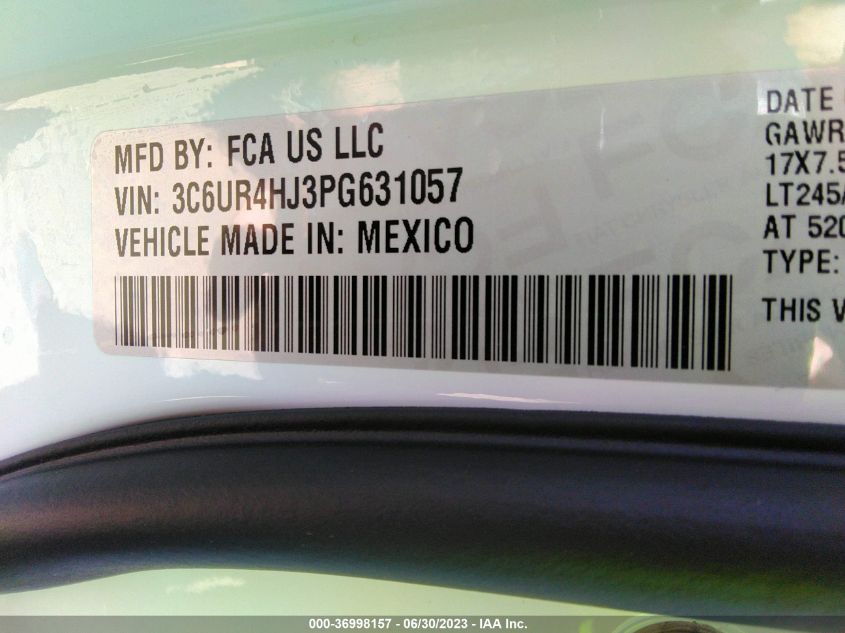 MFD BY: FCA US LLC
VIN: 3C6UR4HJ3PG631057
VEHICLE MADE IN: MEXICO
DATE
GAWR
17X7.5
LT245/
AT 520
TYPE:
THIS V
000-36998157 - 06/30/2023 - IAA Inc.